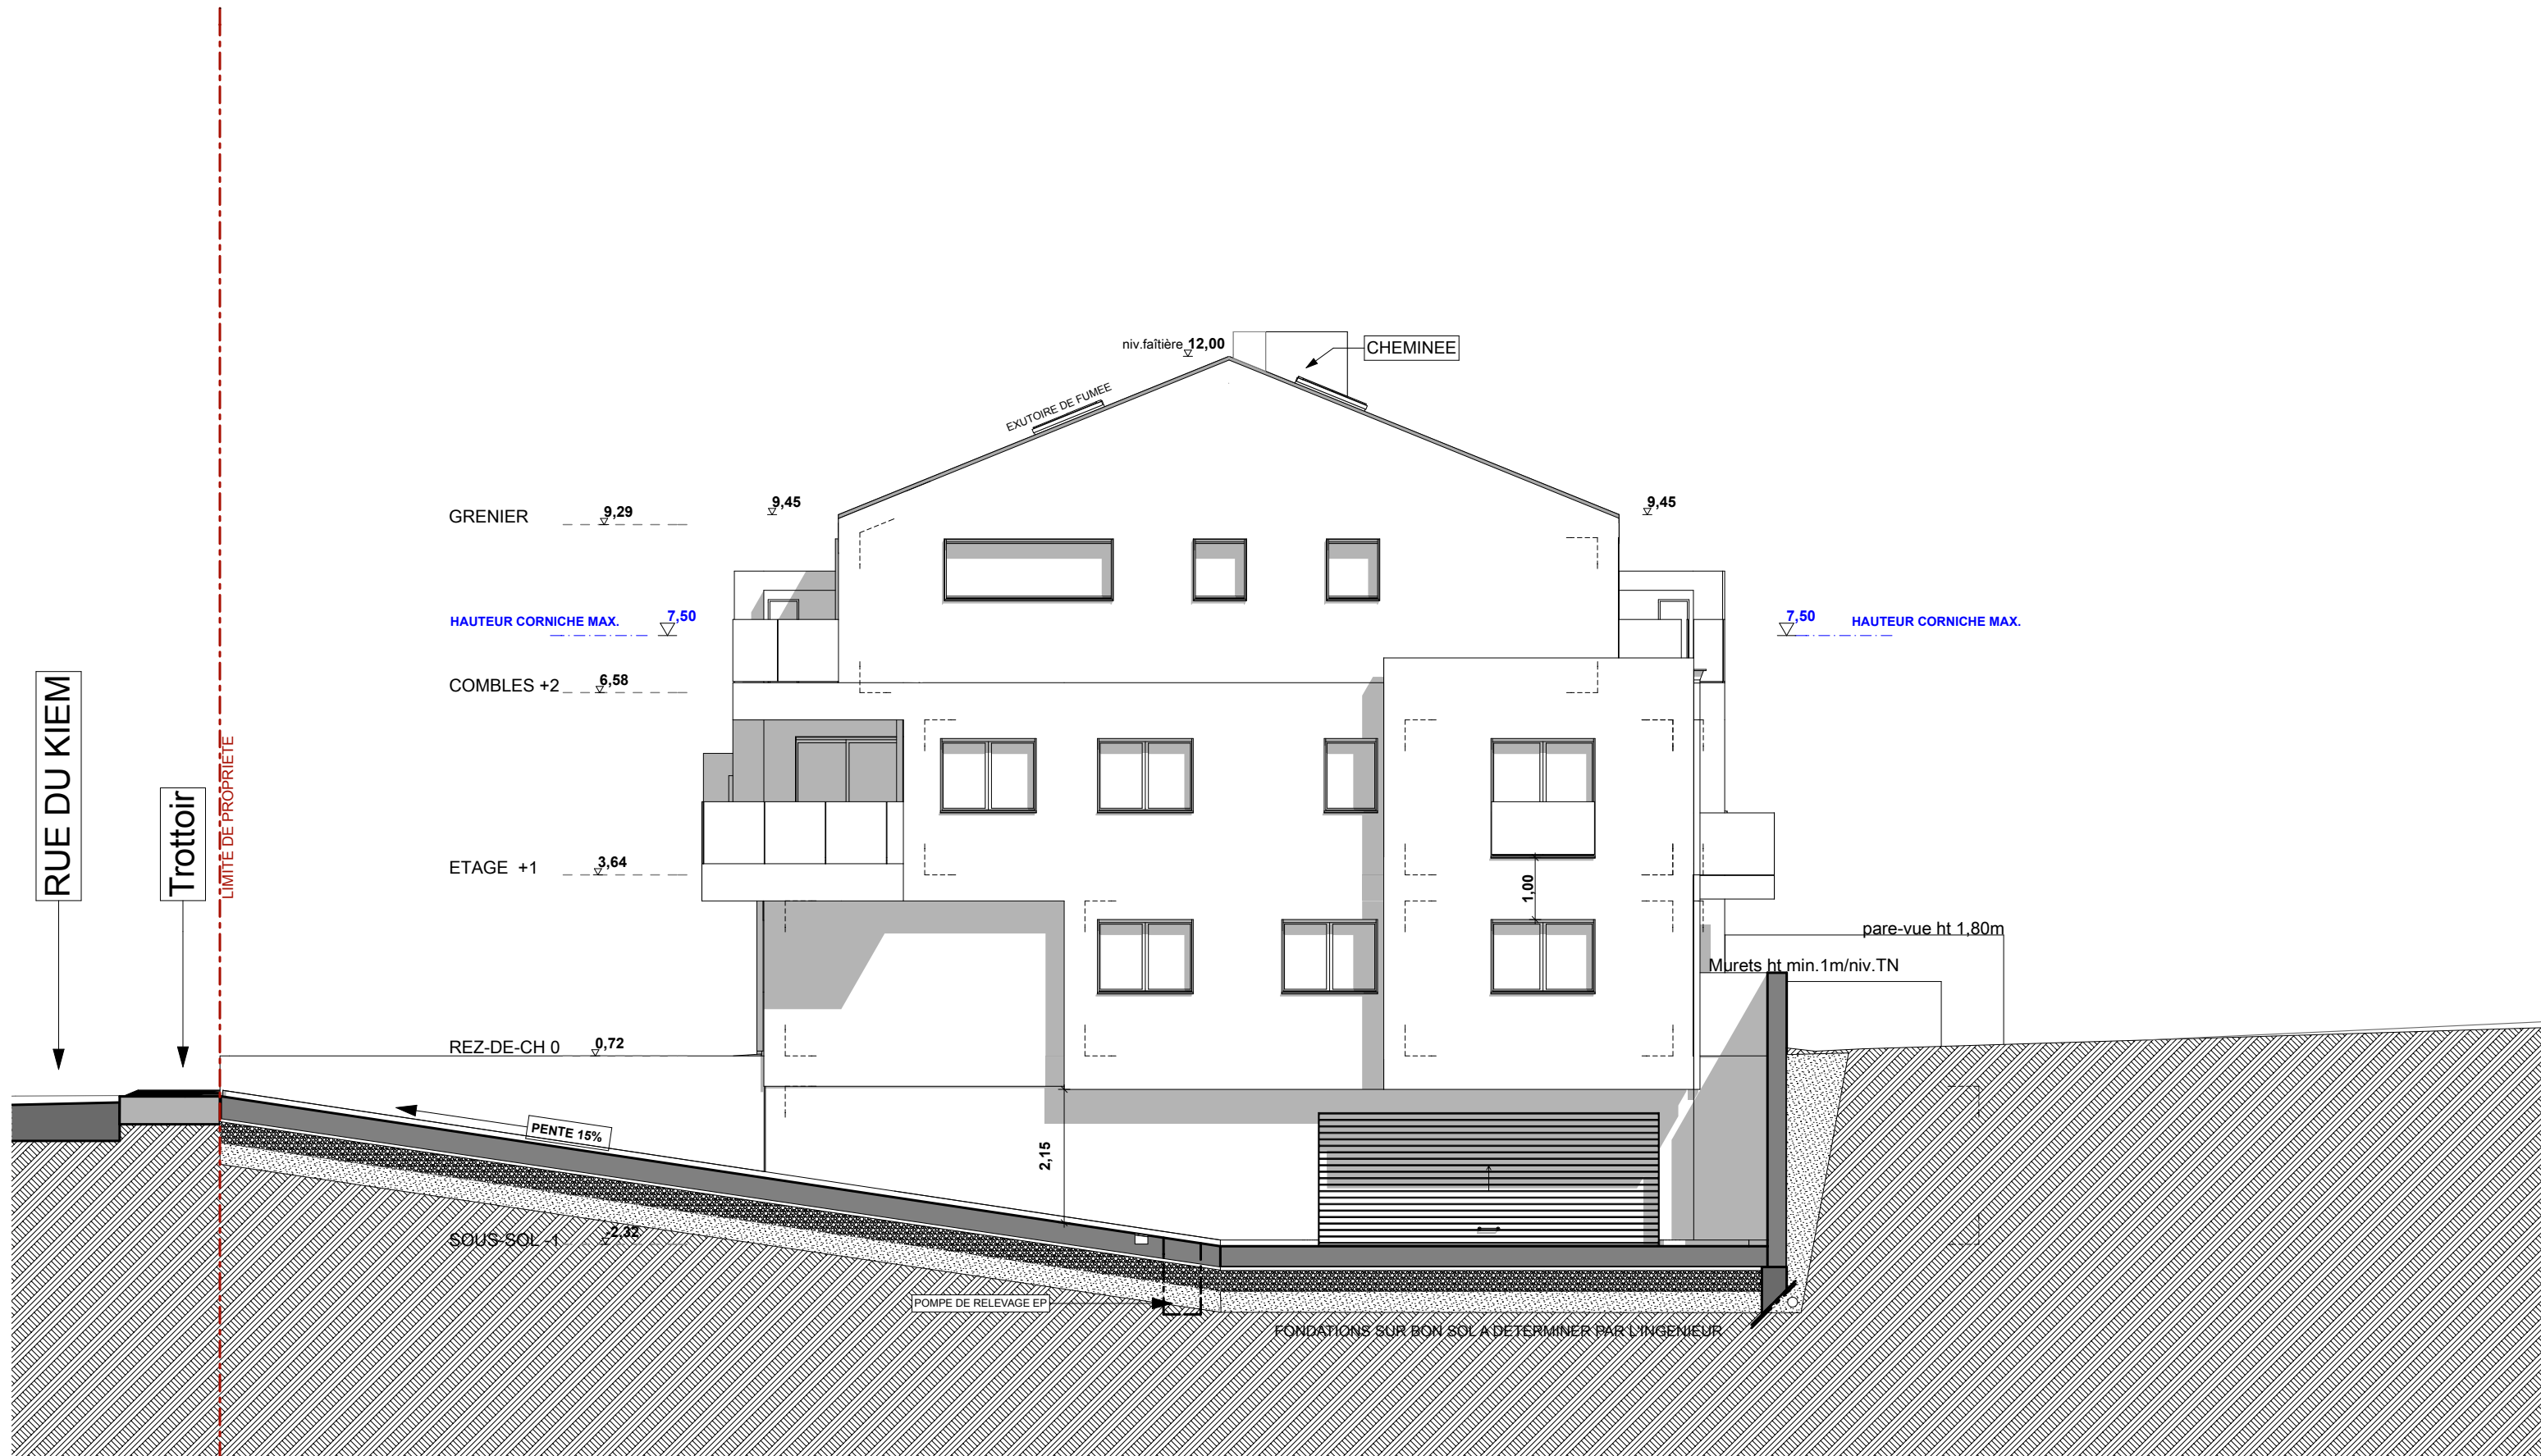 niv.faîtière 12,00
CHEMINEE
EXUTOIRE DE FUMEE
GRENIER 9,29
9,45
9,45
HAUTEUR CORNICHE MAX. 7,50
7,50 HAUTEUR CORNICHE MAX.
COMBLES +2 6,58
RUE DU KIEM
Trottoir
LIMITE DE PROPRIETE
ETAGE +1 3,64
1,00
pare-vue ht 1,80m
Murets ht min.1m/niv.TN
REZ-DE-CH 0 0,72
PENTE 15%
2,15
SOUS-SOL -1 -2,32
POMPE DE RELEVAGE EP
FONDATIONS SUR BON SOL A DETERMINER PAR L'INGENIEUR